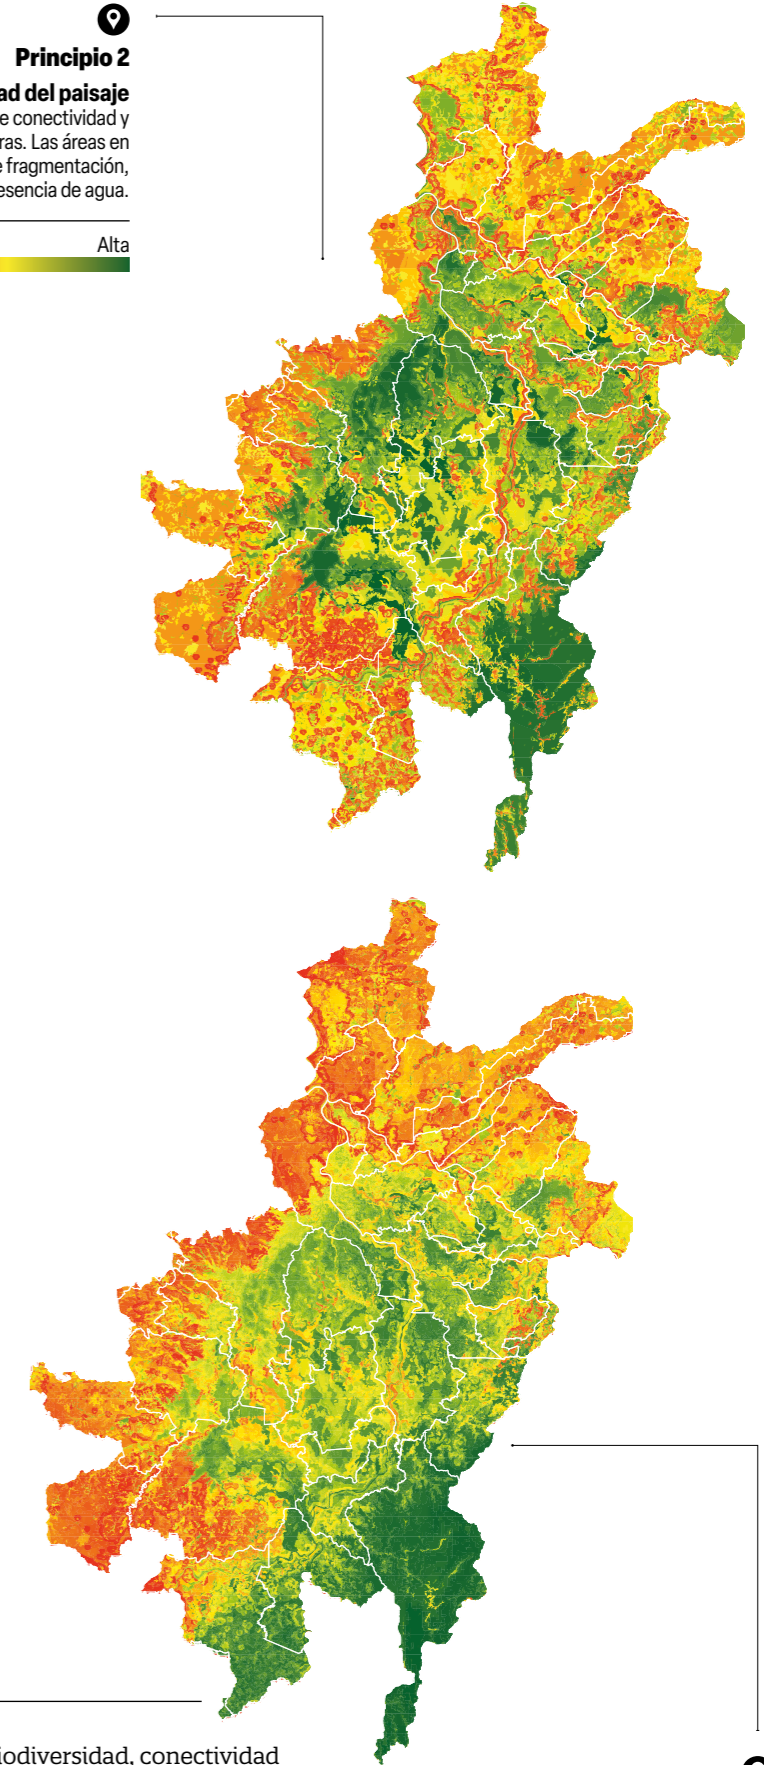 Principio 2
ad del paisaje
e conectividad y
ras. Las áreas en
e fragmentación,
esencia de agua.
Alta
iodiversidad, conectividad